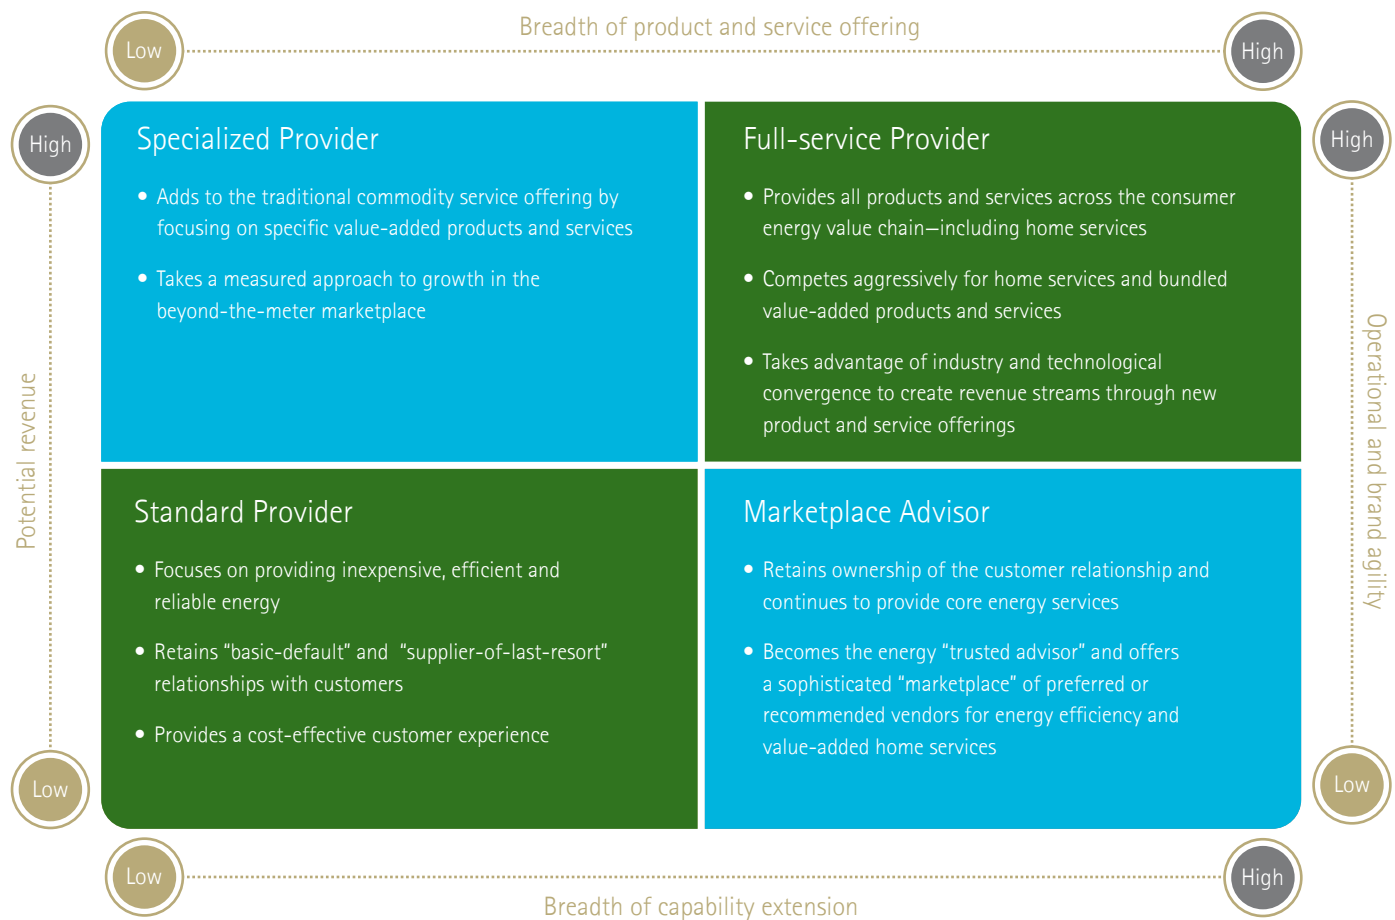 Breadth of product and service offering
Low
High
High
High
Specialized Provider
• Adds to the traditional commodity service offering by
focusing on specific value-added products and services
• Takes a measured approach to growth in the
beyond-the-meter marketplace
Full-service Provider
• Provides all products and services across the consumer
energy value chain—including home services
• Competes aggressively for home services and bundled
value-added products and services
• Takes advantage of industry and technological
convergence to create revenue streams through new
product and service offerings
Potential revenue
Operational and brand agility
Standard Provider
• Focuses on providing inexpensive, efficient and
reliable energy
• Retains “basic-default” and “supplier-of-last-resort”
relationships with customers
• Provides a cost-effective customer experience
Marketplace Advisor
• Retains ownership of the customer relationship and
continues to provide core energy services
• Becomes the energy “trusted advisor” and offers
a sophisticated “marketplace” of preferred or
recommended vendors for energy efficiency and
value-added home services
Low
Low
Low
High
Breadth of capability extension